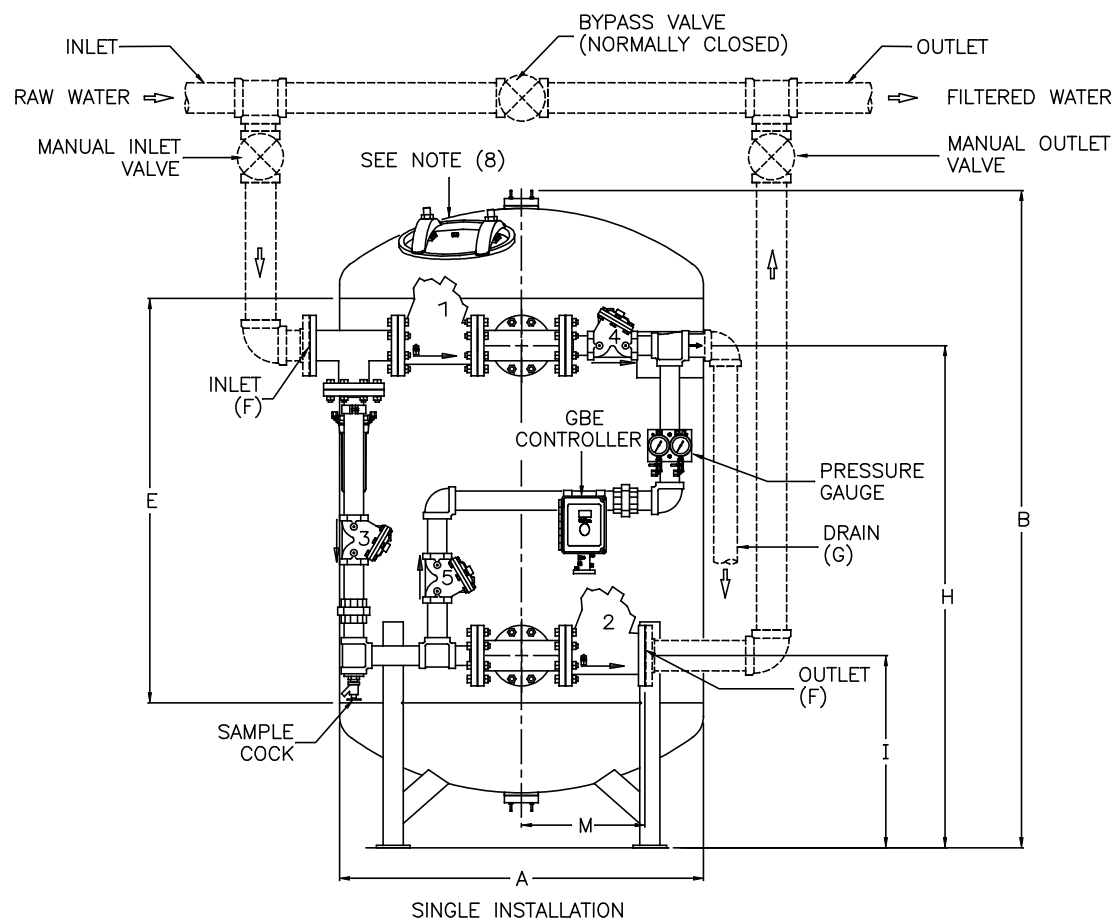 BYPASS VALVE
(NORMALLY CLOSED)
INLET
OUTLET
RAW WATER
FILTERED WATER
MANUAL INLET
VALVE
MANUAL OUTLET
VALVE
SEE NOTE (8)
1
4
INLET
(F)
GBE
CONTROLLER
PRESSURE
GAUGE
E
B
3
DRAIN
(G)
H
5
2
OUTLET
(F)
SAMPLE
COCK
I
M
A
SINGLE INSTALLATION